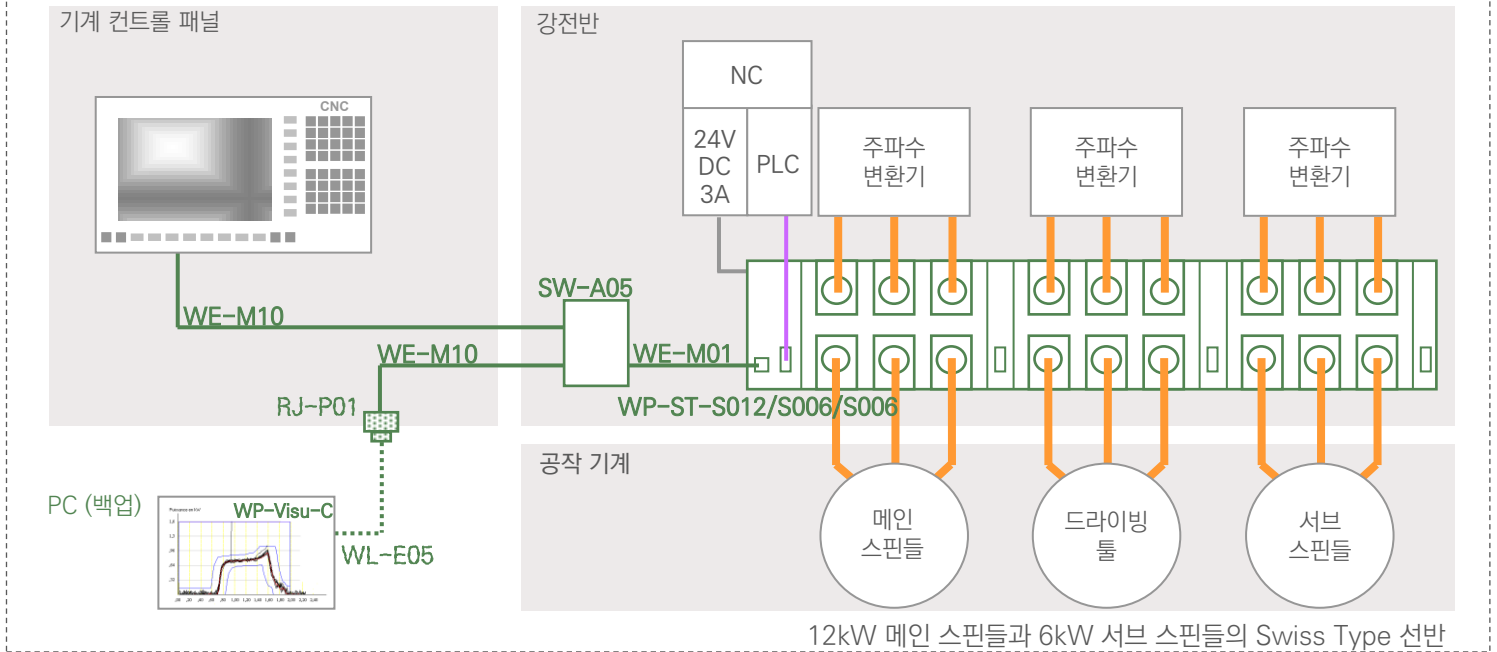 기계 컨트롤 패널
강전반
CNC
NC
24V
DC
3A
PLC
주파수
변환기
주파수
변환기
주파수
변환기
SW-A05
WE-M10
WE-M10
WE-M01
RJ-P01
WP-ST-S012/S006/S006
공작 기계
PC (백업)
WP-Visu-C
WL-E05
메인
스핀들
드라이빙
툴
서브
스핀들
12kW 메인 스핀들과 6kW 서브 스핀들의 Swiss Type 선반